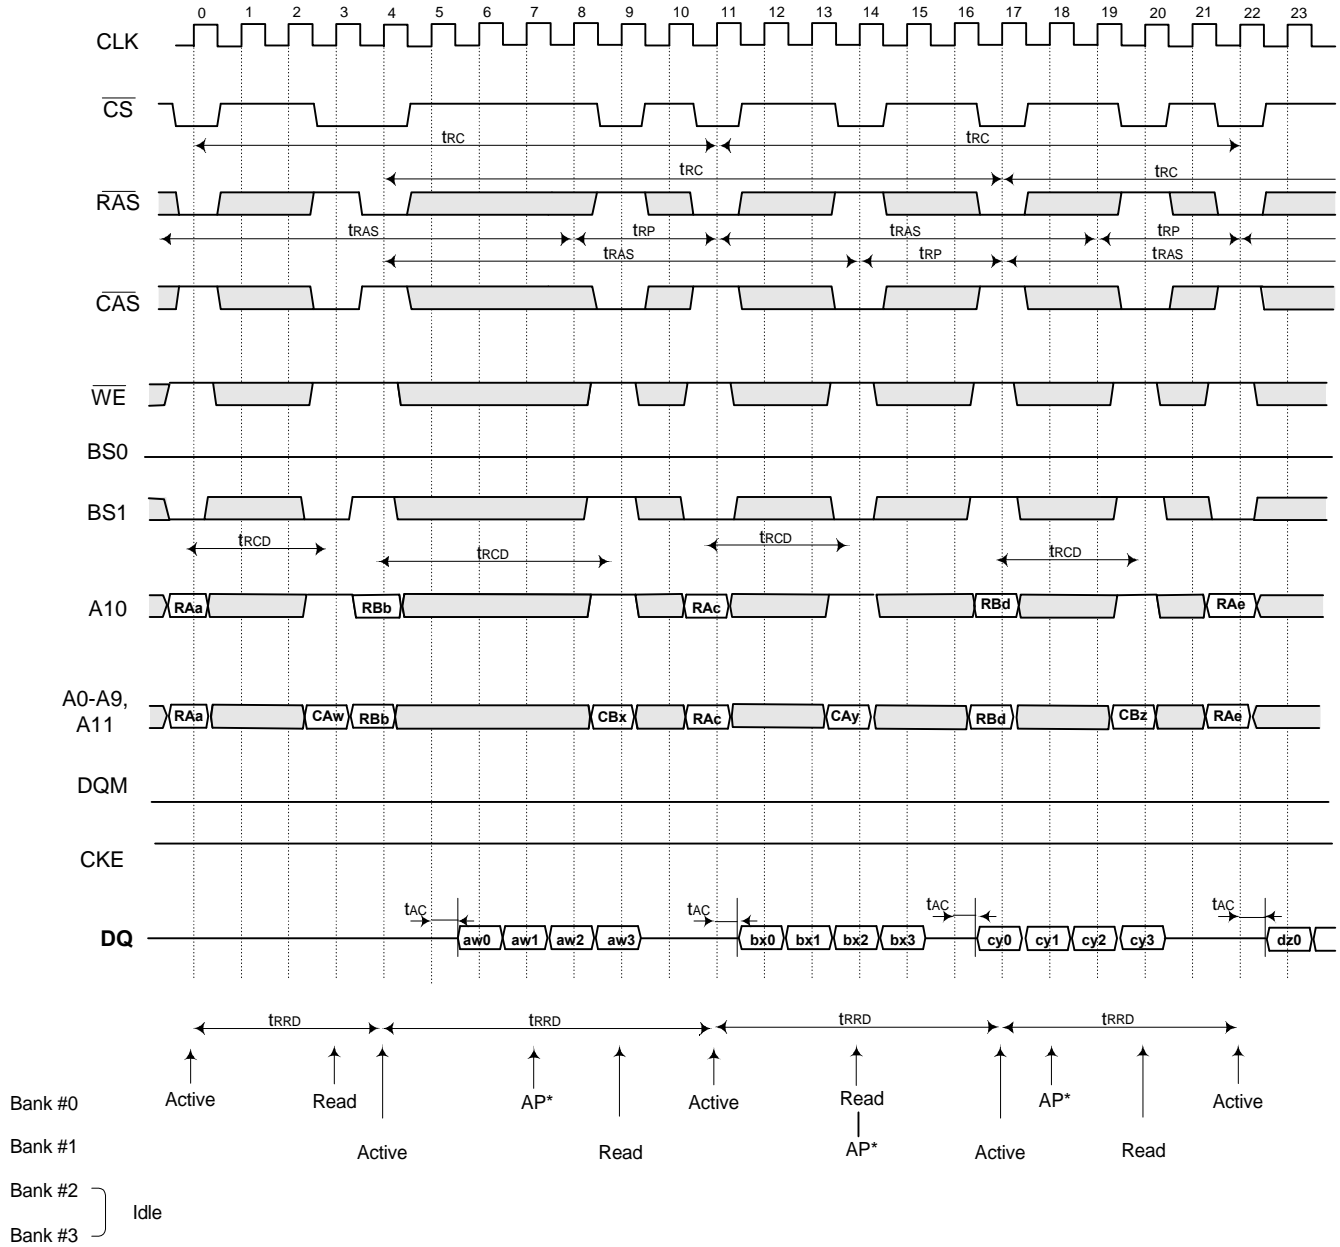 0 1 2 3 4 5 6 7 8 9 10 11 12 13 14 15 16 17 18 19 20 21 22 23
CLK
CS
tRC tRC
tRC tRC
RAS
tRAS tRP tRAS tRP
tRAS tRP tRAS
CAS
WE
BS0
BS1
tRCD tRCD tRCD tRCD
A10 RAa RBb RAc RBd RAe
A0-A9,
A11
RAa CAw RBb CBx RAc CAy RBd CBz RAe
DQM
CKE
tAC tAC tAC tAC
DQ aw0 aw1 aw2 aw3 bx0 bx1 bx2 bx3 cy0 cy1 cy2 cy3 dz0
tRRD tRRD tRRD tRRD
Bank #0 Active Read AP* Active Read AP* Active
Bank #1 Active Read AP* Active Read
Bank #2
Idle
Bank #3